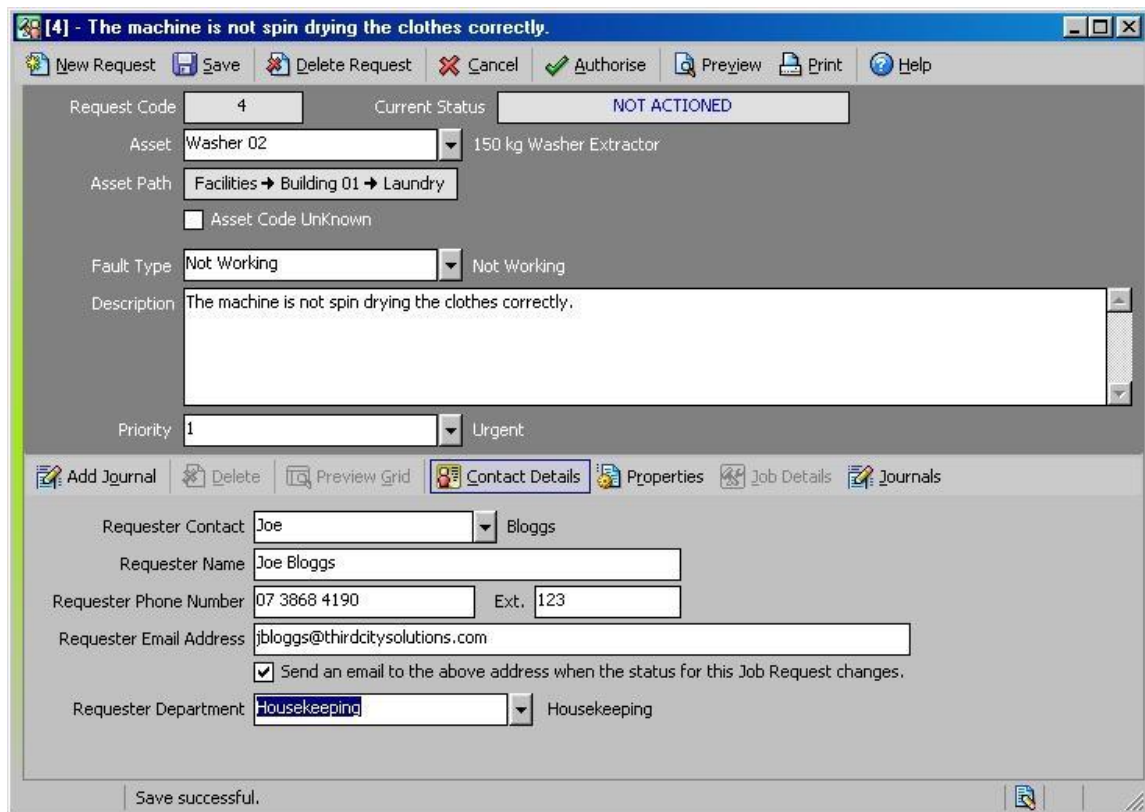 [4] - The machine is not spin drying the clothes correctly.
New Request Save Delete Request Cancel Authorise Preview Print Help
Request Code 4 Current Status NOT ACTIONED
Asset Washer 02 150 kg Washer Extractor
Asset Path Facilities → Building 01 → Laundry
Asset Code UnKnown
Fault Type Not Working Not Working
Description The machine is not spin drying the clothes correctly.
Priority 1 Urgent
Add Journal Delete Preview Grid Contact Details Properties Job Details Journals
Requester Contact Joe Bloggs
Requester Name Joe Bloggs
Requester Phone Number 07 3868 4190 Ext. 123
Requester Email Address jbloggs@thirdcitysolutions.com
Send an email to the above address when the status for this Job Request changes.
Requester Department Housekeeping Housekeeping
Save successful.